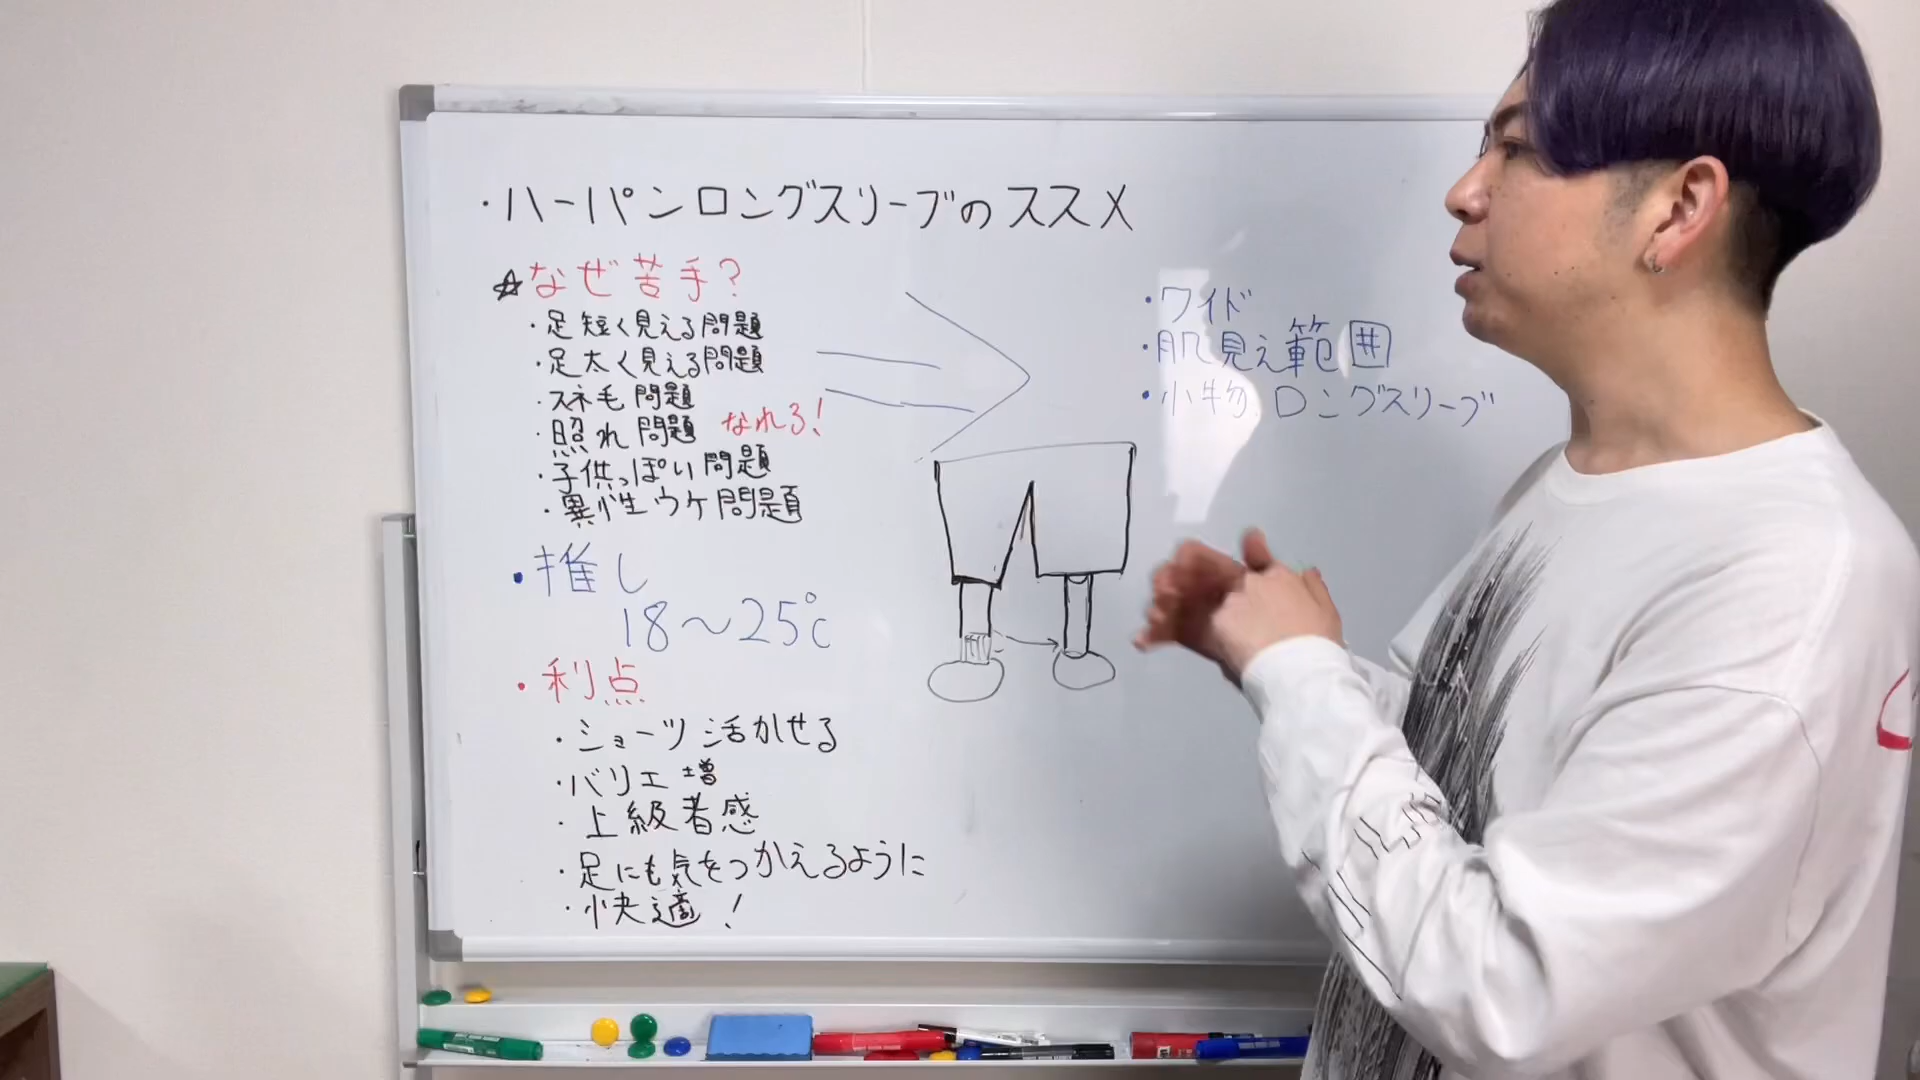 ・ハーパンロングスリーブのススメ
☆なぜ苦手?
・足短く見える問題
・足太く見える問題
・スネ毛問題
・照れ問題 なれろ!
・子供っぽい問題
・異性ウケ問題
・推し
18〜25℃
・利点
・ショーツ活かせる
・バリエ増
・上級者感
・足にも気をつかえるように
・快適!
・ワイド
・肌見え範囲
・小物、ロングスリーブ